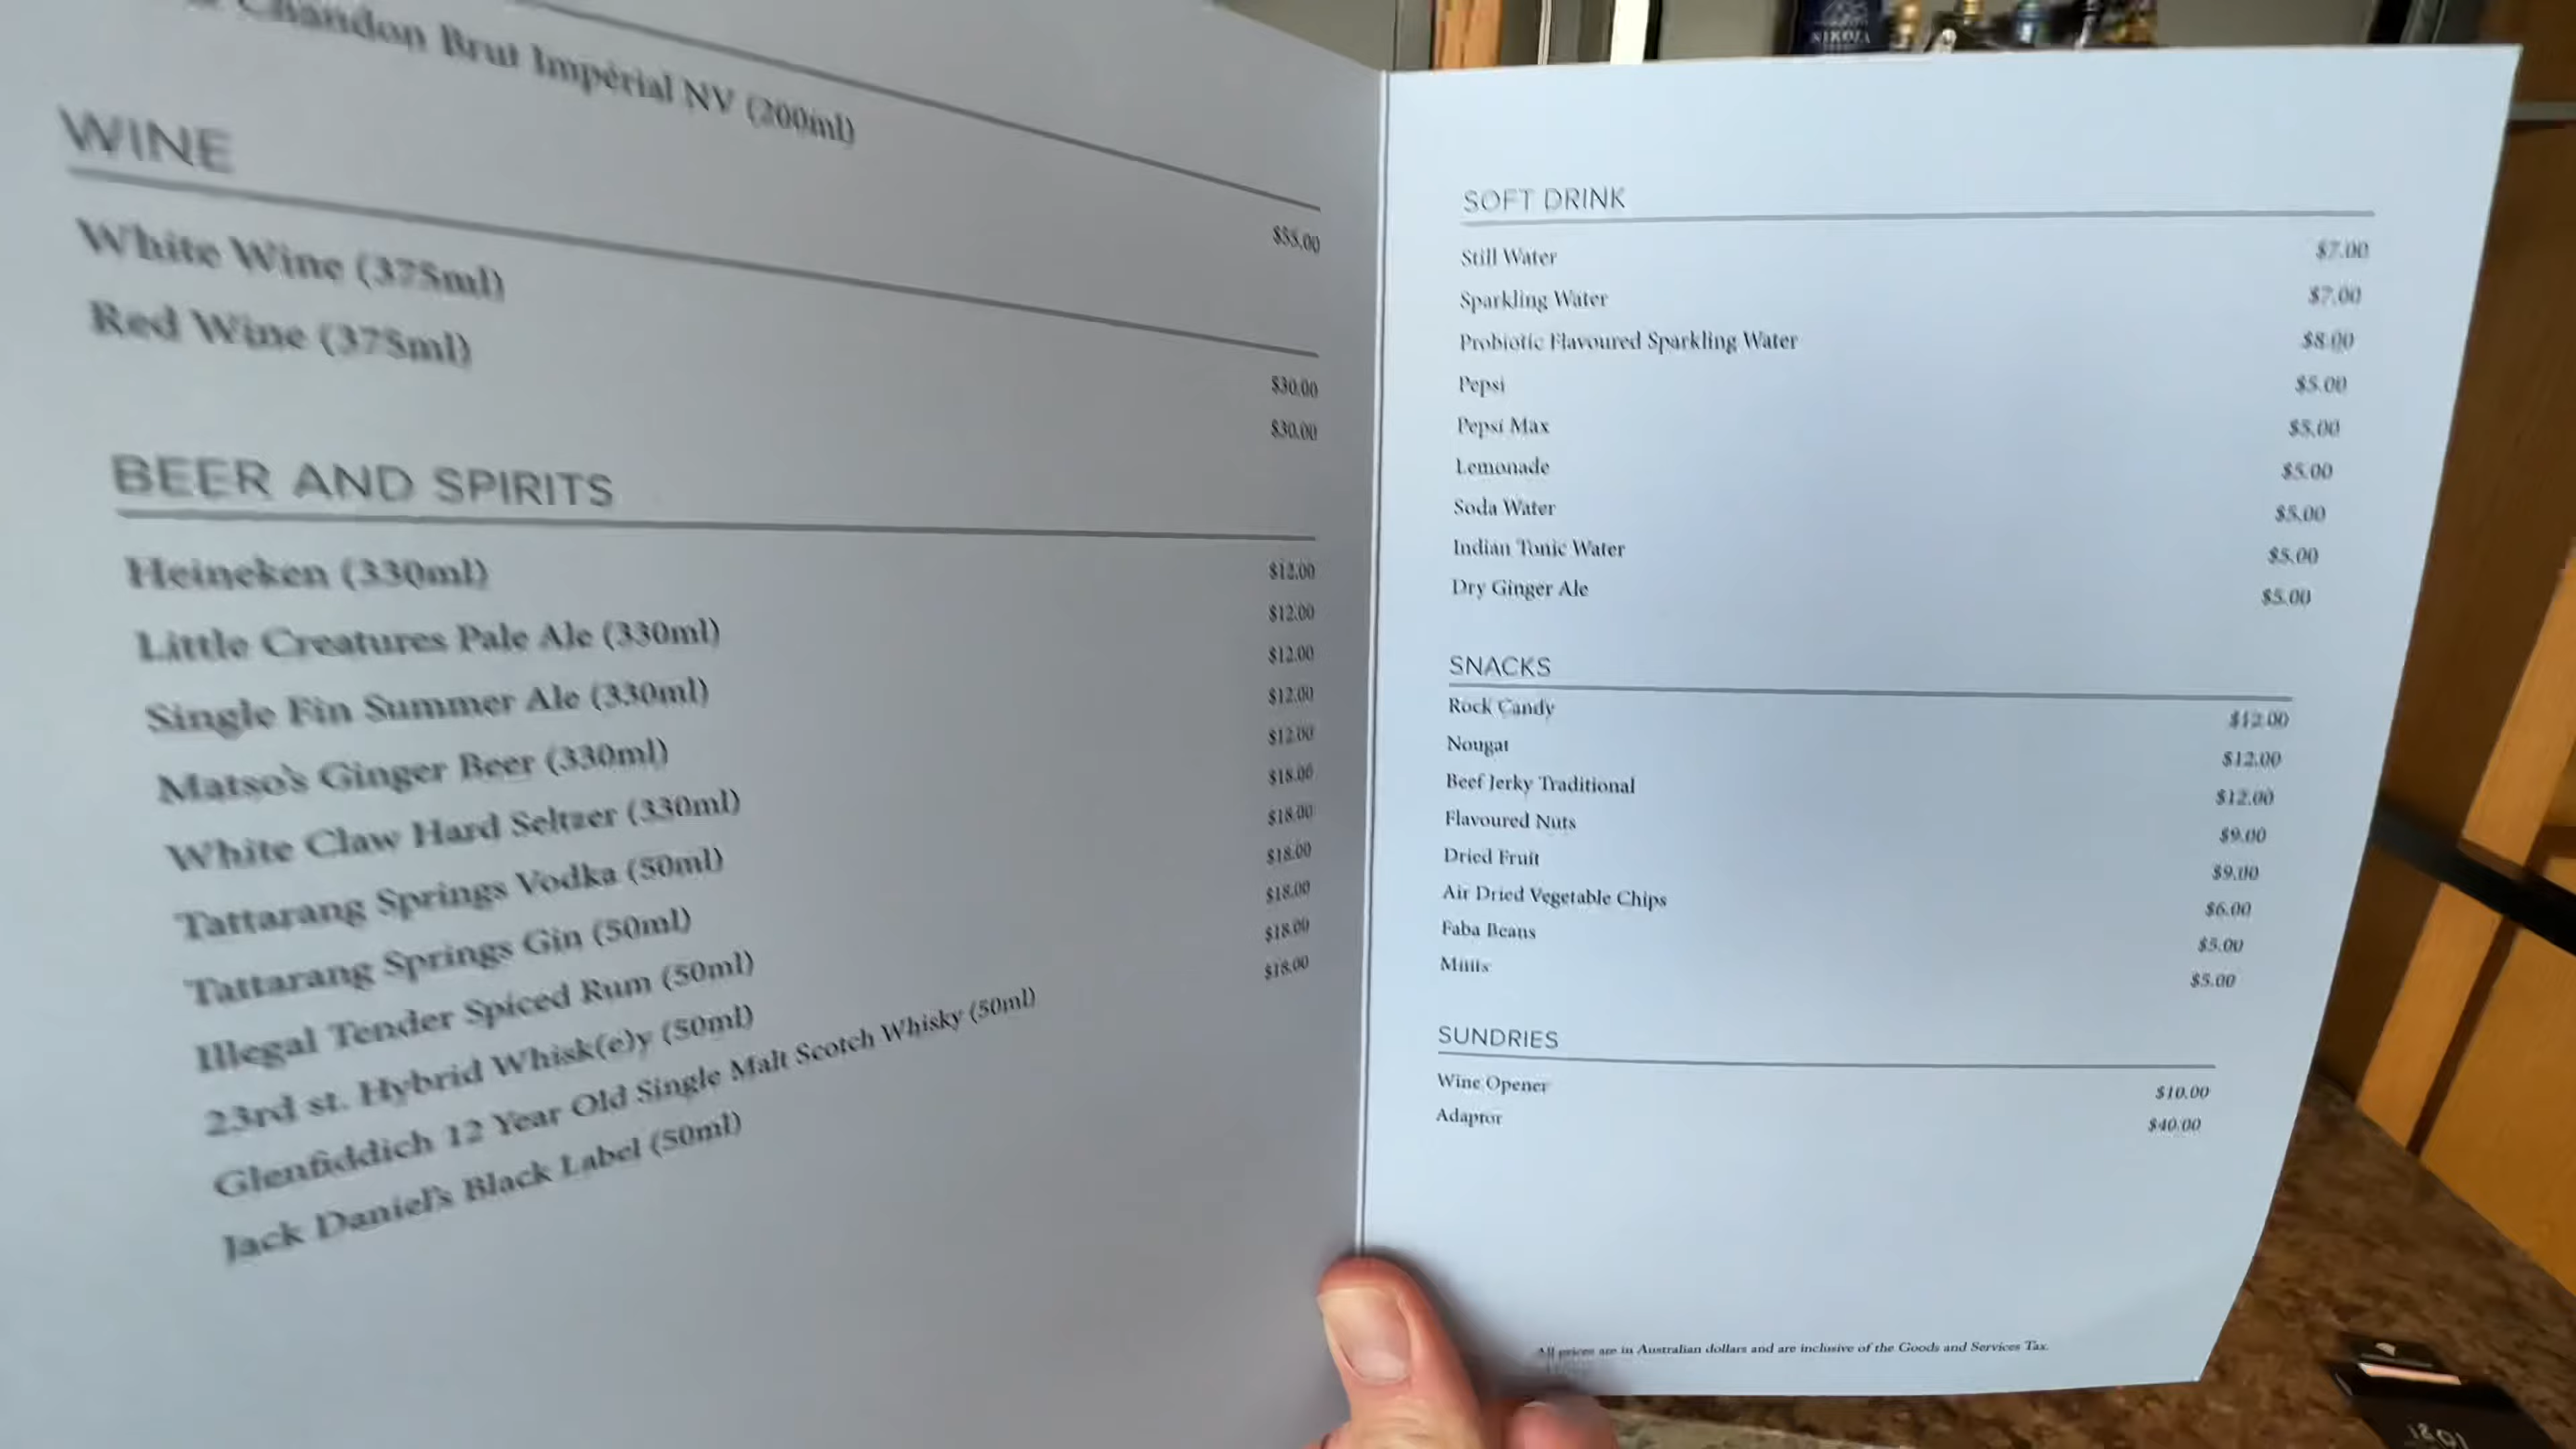 Chandon Brut Impérial NV (200ml) $55.00
WINE
White Wine (375ml) $30.00
Red Wine (375ml) $30.00
BEER AND SPIRITS
Heineken (330ml) $12.00
Little Creatures Pale Ale (330ml) $12.00
Single Fin Summer Ale (330ml) $12.00
Matso's Ginger Beer (330ml) $12.00
White Claw Hard Seltzer (330ml) $12.00
Tattarang Springs Vodka (50ml) $18.00
Tattarang Springs Gin (50ml) $18.00
Illegal Tender Spiced Rum (50ml) $18.00
23rd st. Hybrid Whisk(e)y (50ml) $18.00
Glenfiddich 12 Year Old Single Malt Scotch Whisky (50ml) $18.00
Jack Daniel's Black Label (50ml) $18.00
SOFT DRINK
Still Water $7.00
Sparkling Water $7.00
Probiotic Flavoured Sparkling Water $8.00
Pepsi $5.00
Pepsi Max $5.00
Lemonade $5.00
Soda Water $5.00
Indian Tonic Water $5.00
Dry Ginger Ale $5.00
SNACKS
Rock Candy $12.00
Nougat $12.00
Beef Jerky Traditional $12.00
Flavoured Nuts $9.00
Dried Fruit $9.00
Air Dried Vegetable Chips $6.00
Faba Beans $5.00
Mints $5.00
SUNDRIES
Wine Opener $10.00
Adaptor $40.00
All prices are in Australian dollars and are inclusive of the Goods and Services Tax.